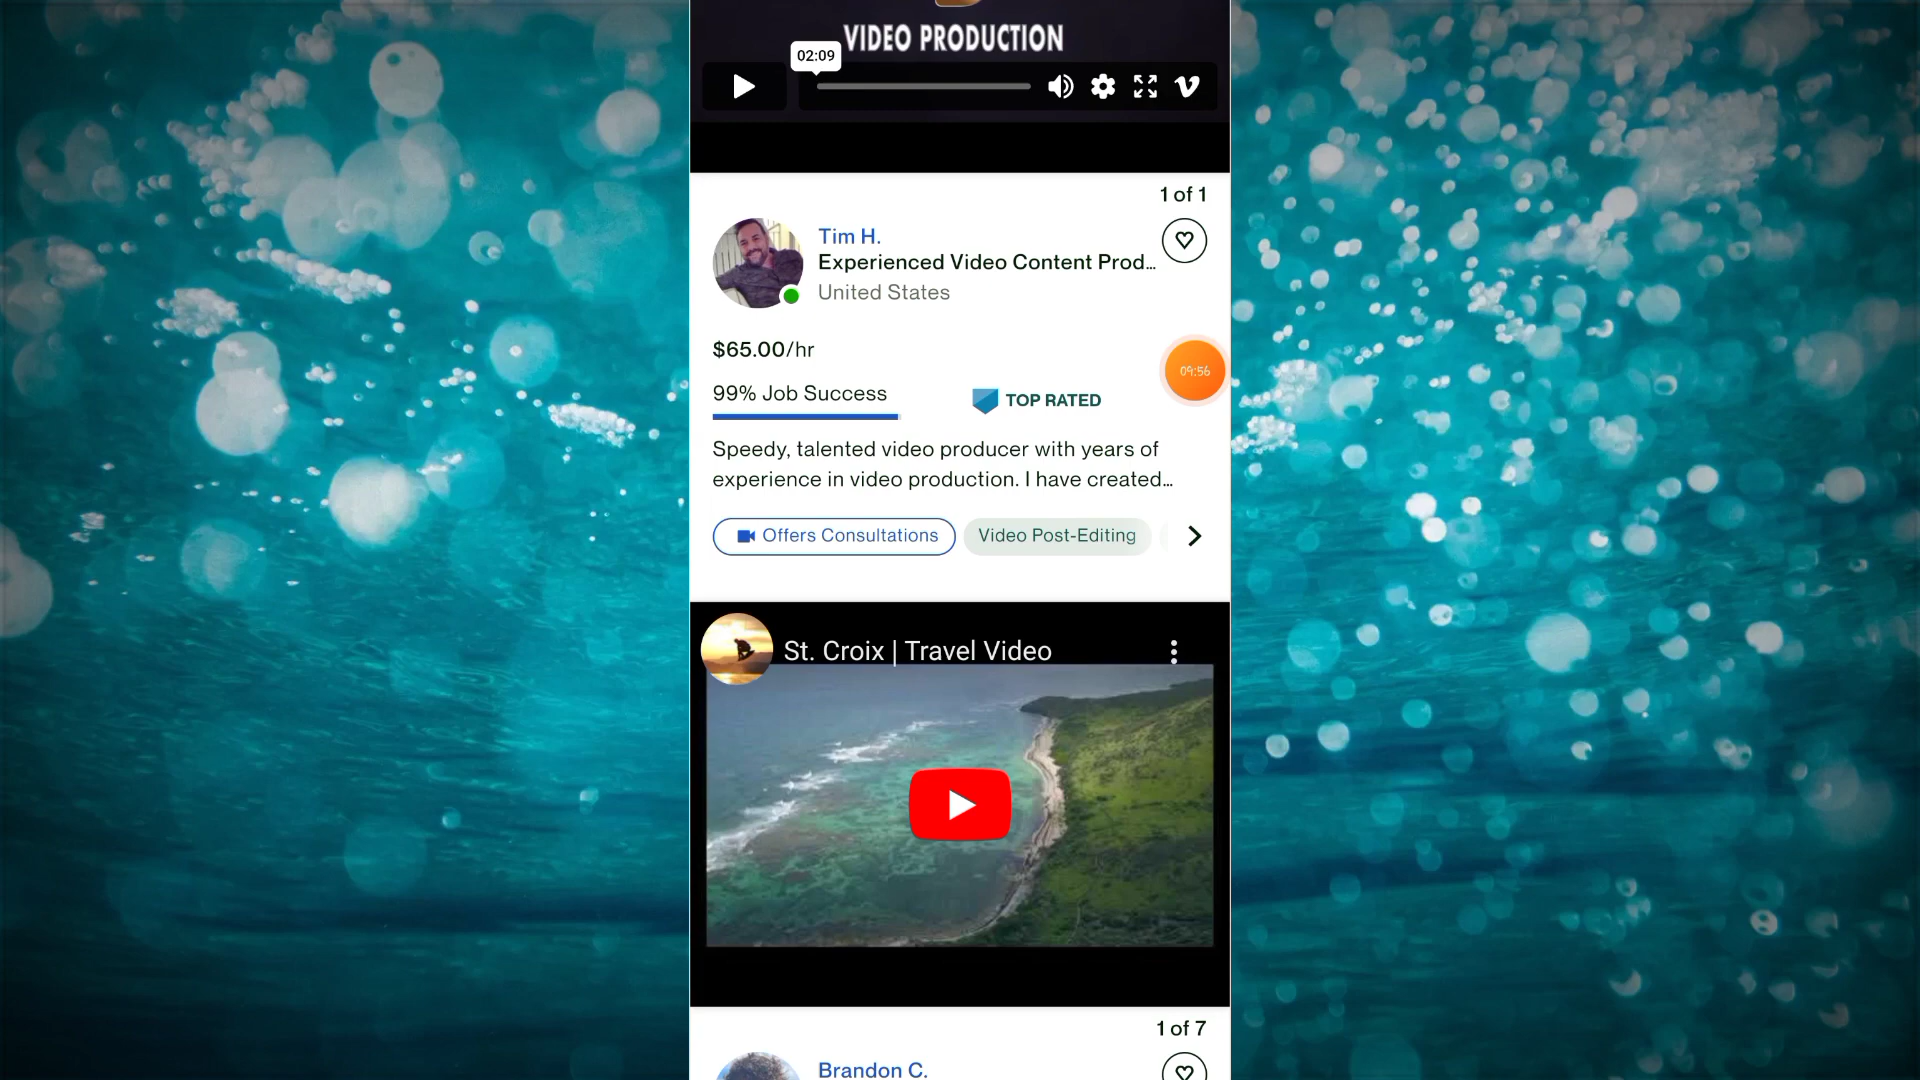 VIDEO PRODUCTION
02:09
1 of 1
Tim H.
Experienced Video Content Prod...
United States
$65.00/hr
09:56
99% Job Success
TOP RATED
Speedy, talented video producer with years of
experience in video production. I have created...
Offers Consultations
Video Post-Editing
St. Croix | Travel Video
1 of 7
Brandon C.